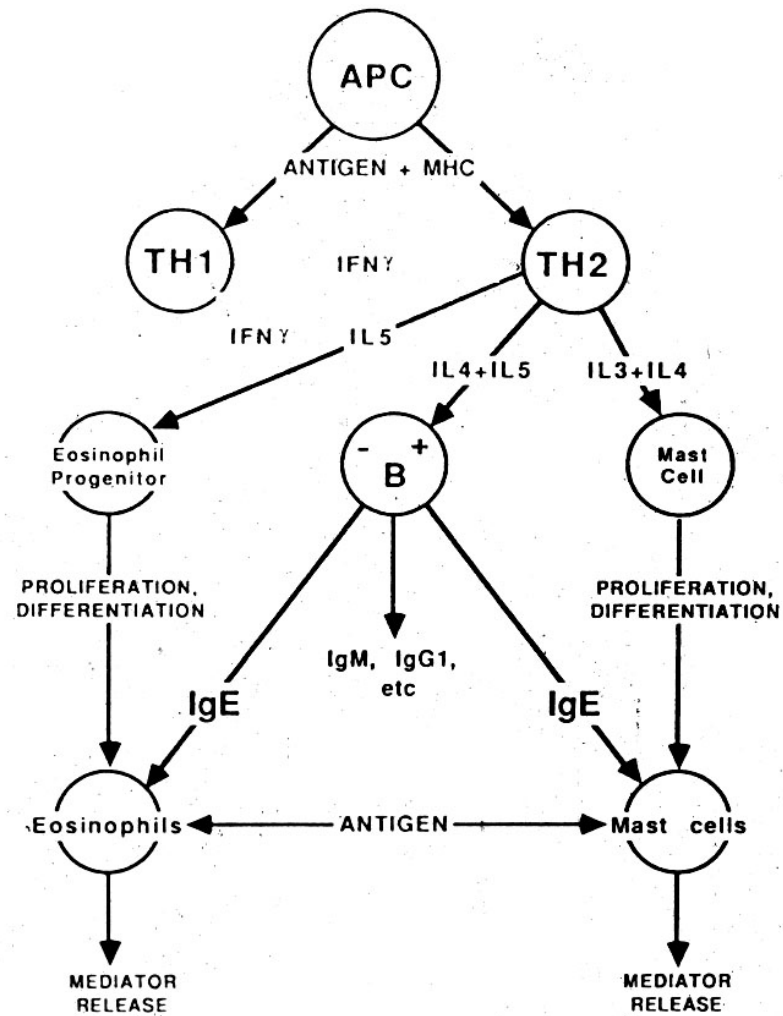 APC
ANTIGEN + MHC
TH1
IFNγ
TH2
IFNγ
IL5
IL4+IL5
IL3+IL4
Eosinophil
Progenitor
- +
B
Mast
Cell
PROLIFERATION,
DIFFERENTIATION
PROLIFERATION,
DIFFERENTIATION
IgM, IgG1,
etc
IgE
IgE
Eosinophils
ANTIGEN
Mast cells
MEDIATOR
RELEASE
MEDIATOR
RELEASE